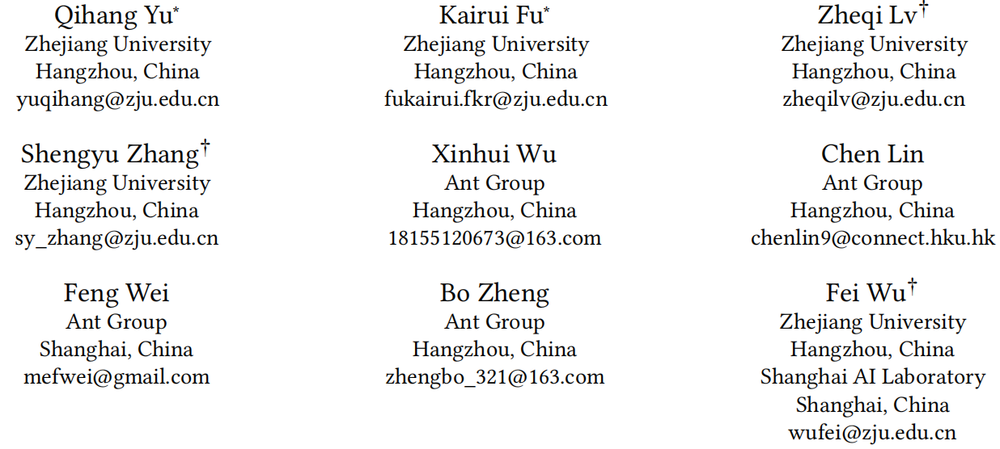 Qihang Yu*
Zhejiang University
Hangzhou, China
yuqihang@zju.edu.cn
Kairui Fu*
Zhejiang University
Hangzhou, China
fukairui.fkr@zju.edu.cn
Zheqi Lv†
Zhejiang University
Hangzhou, China
zheqilv@zju.edu.cn
Shengyu Zhang†
Zhejiang University
Hangzhou, China
sy_zhang@zju.edu.cn
Xinhui Wu
Ant Group
Hangzhou, China
18155120673@163.com
Chen Lin
Ant Group
Hangzhou, China
chenlin9@connect.hku.hk
Feng Wei
Ant Group
Shanghai, China
mefwei@gmail.com
Bo Zheng
Ant Group
Hangzhou, China
zhengbo_321@163.com
Fei Wu†
Zhejiang University
Hangzhou, China
Shanghai AI Laboratory
Shanghai, China
wufei@zju.edu.cn